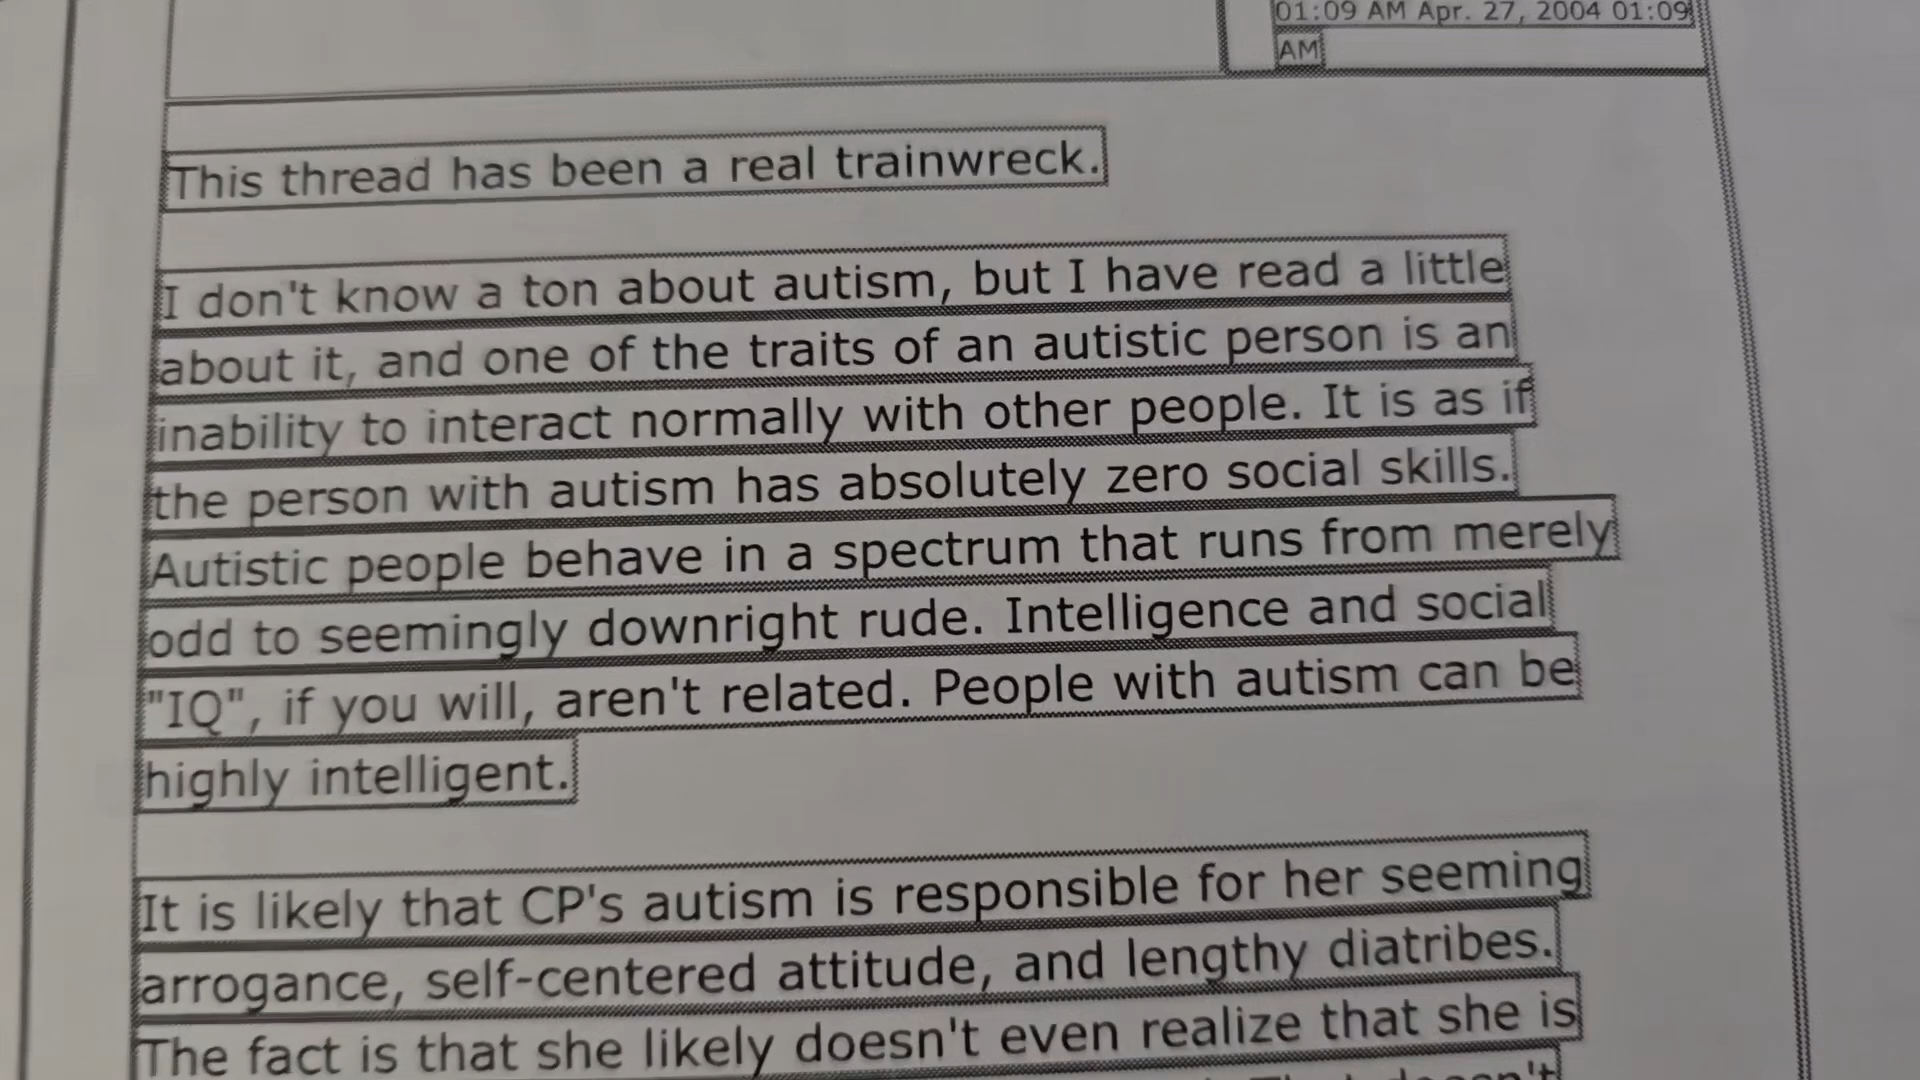 01:09 AM Apr. 27, 2004 01:09
AM
This thread has been a real trainwreck.
I don't know a ton about autism, but I have read a little
about it, and one of the traits of an autistic person is an
inability to interact normally with other people. It is as if
the person with autism has absolutely zero social skills.
Autistic people behave in a spectrum that runs from merely
odd to seemingly downright rude. Intelligence and social
"IQ", if you will, aren't related. People with autism can be
highly intelligent.
It is likely that CP's autism is responsible for her seeming
arrogance, self-centered attitude, and lengthy diatribes.
The fact is that she likely doesn't even realize that she is